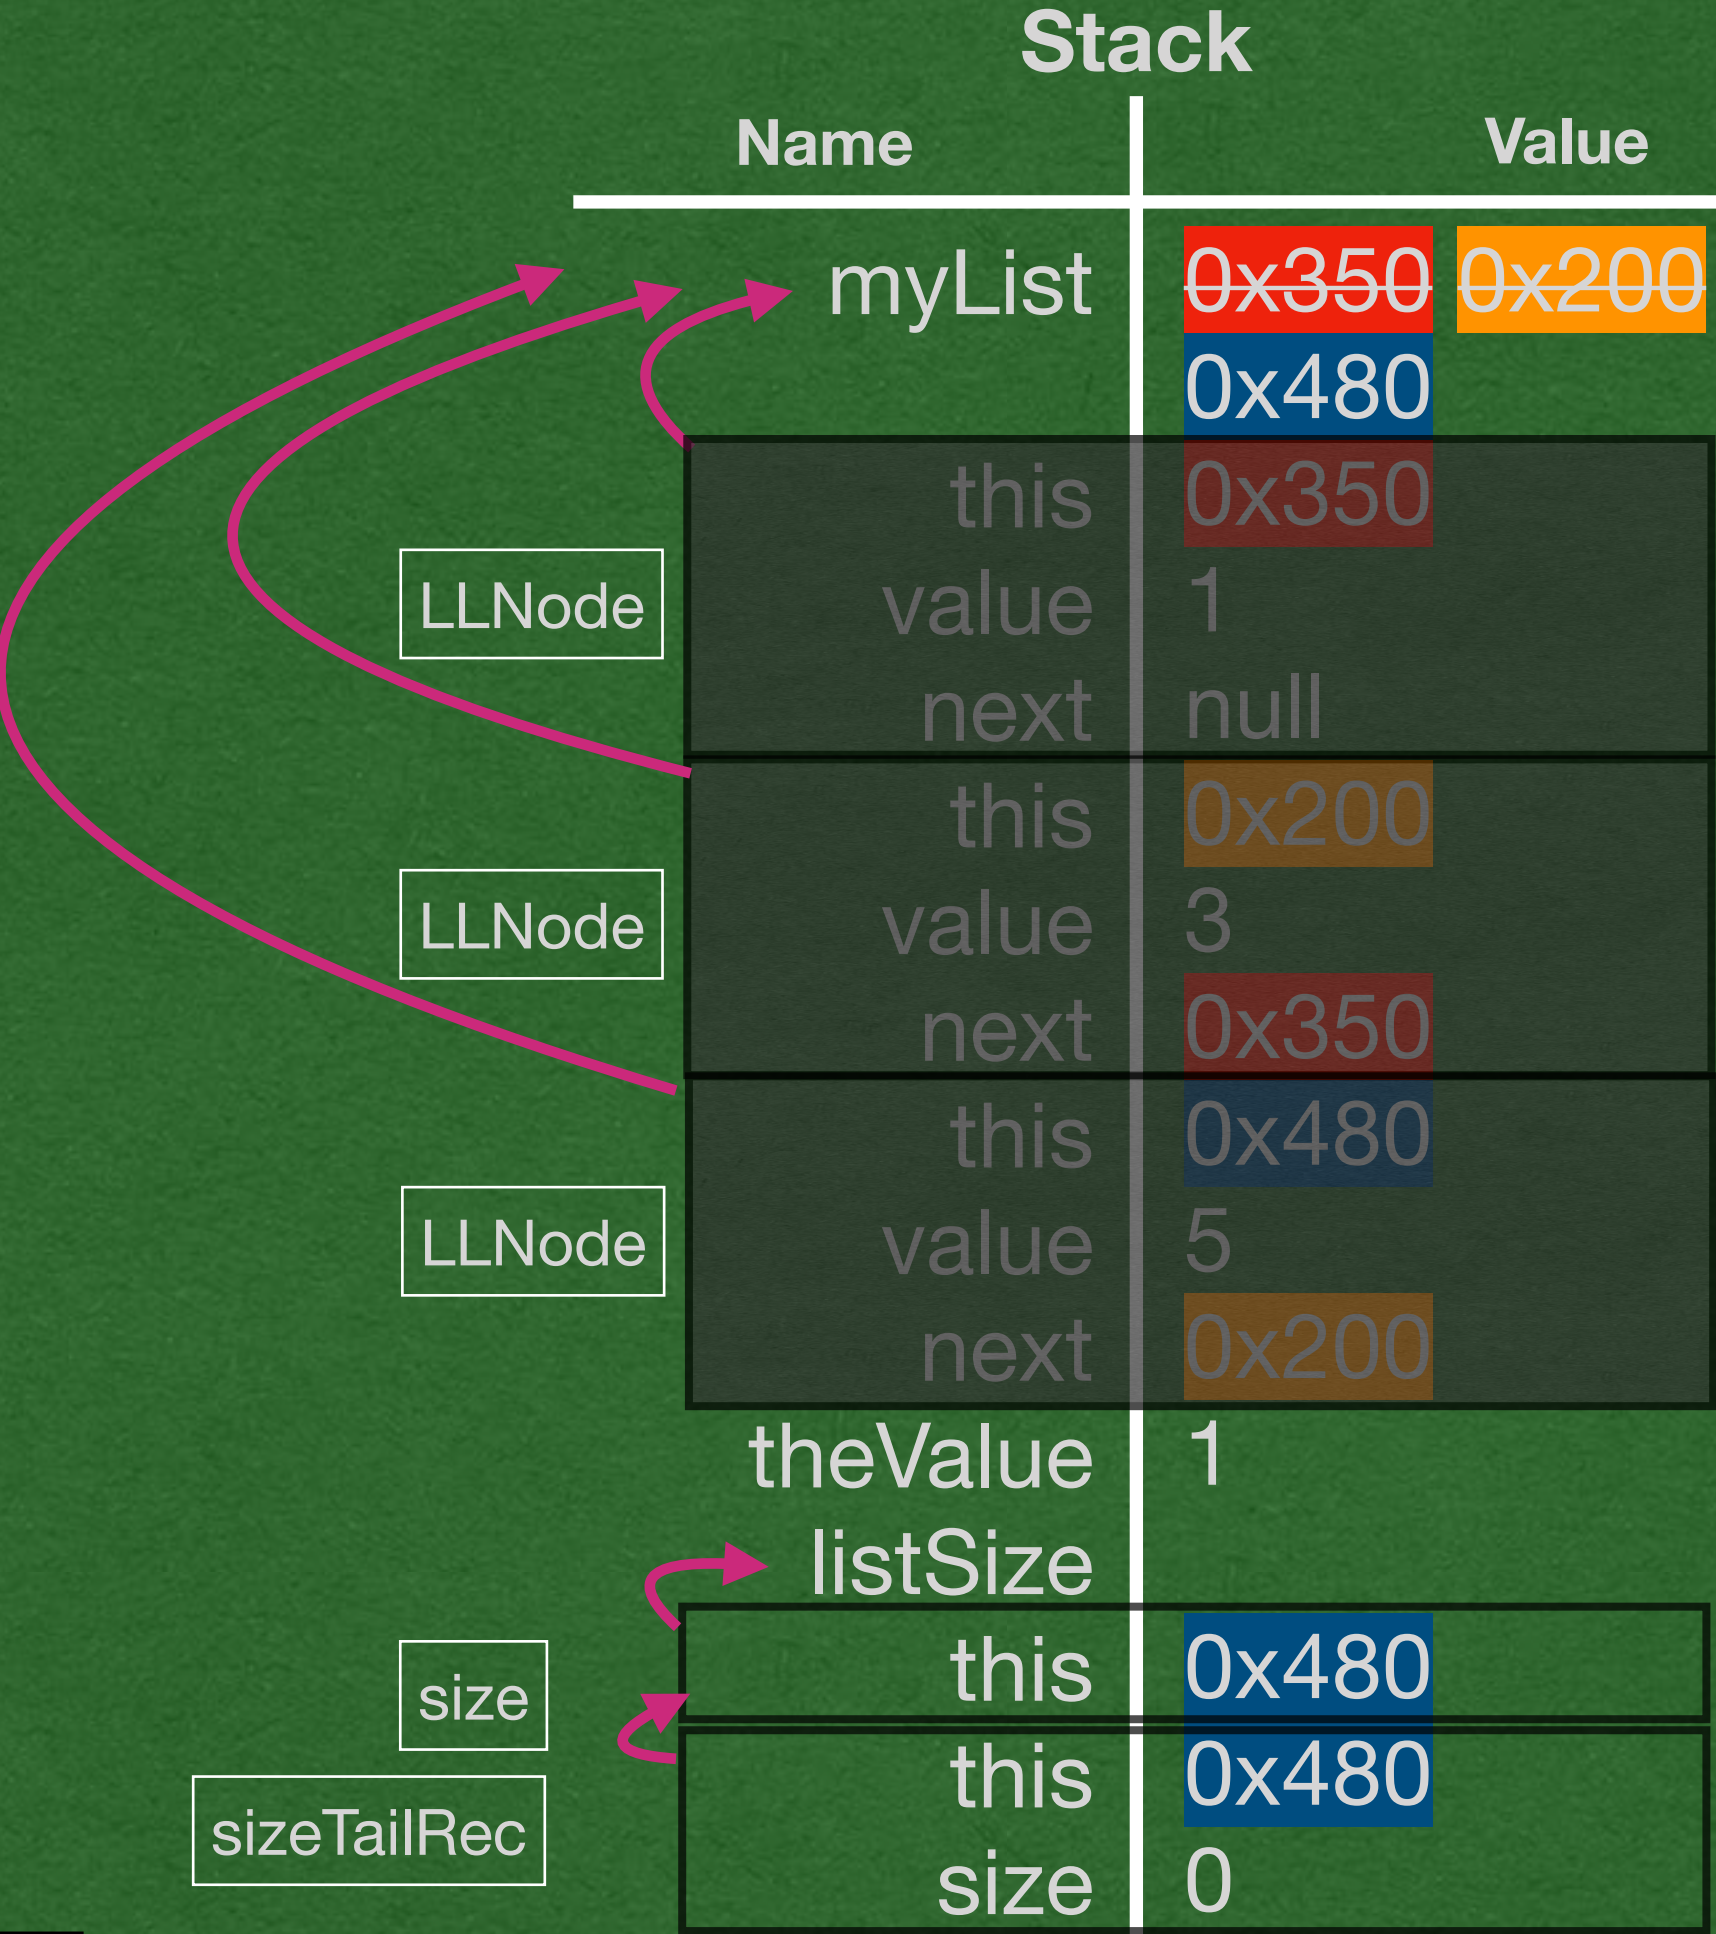 Stack
Name Value
myList 0x350 0x200
0x480
this 0x350
LLNode value 1
next null
this 0x200
LLNode value 3
next 0x350
this 0x480
LLNode value 5
next 0x200
theValue 1
listSize
size this 0x480
this 0x480
sizeTailRec
size 0